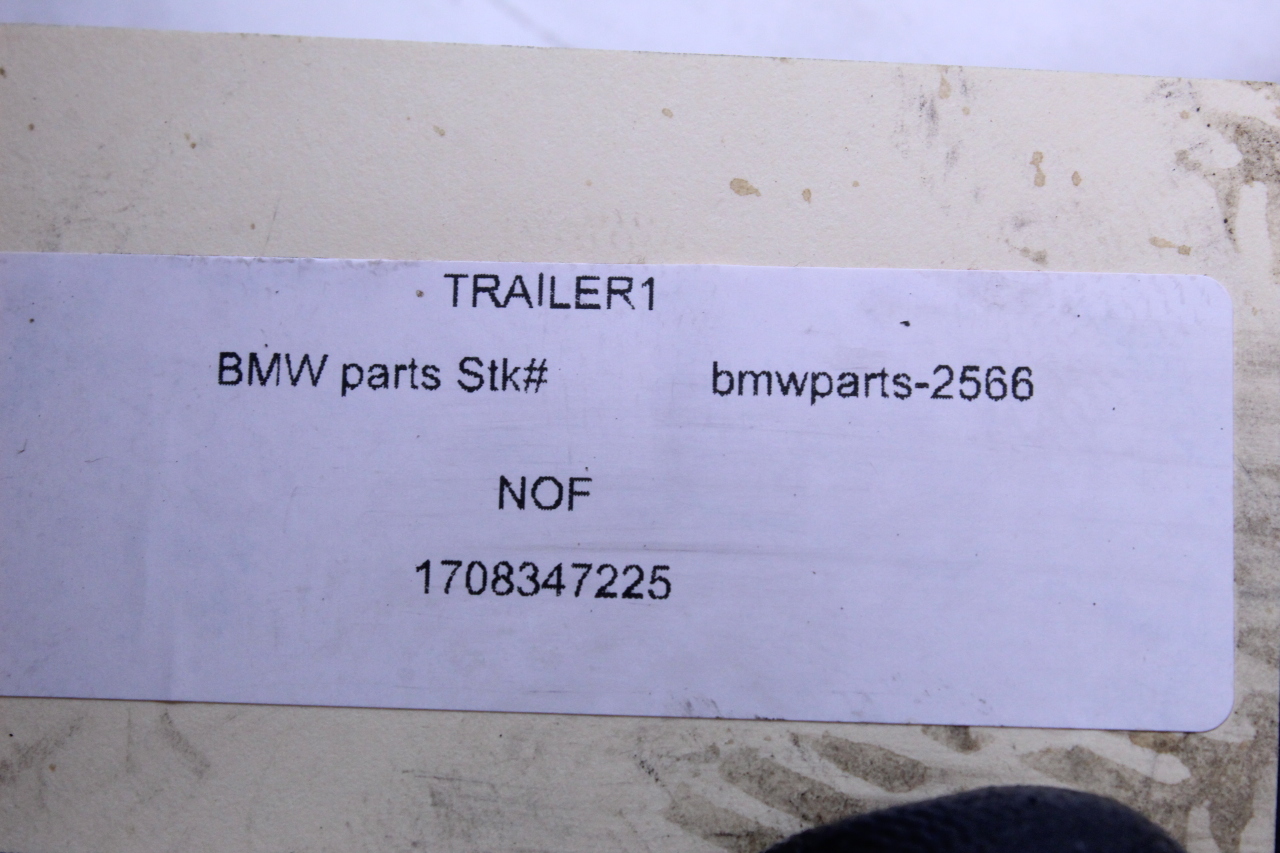 TRAILER1
BMW parts Stk# bmwparts-2566
NOF
1708347225